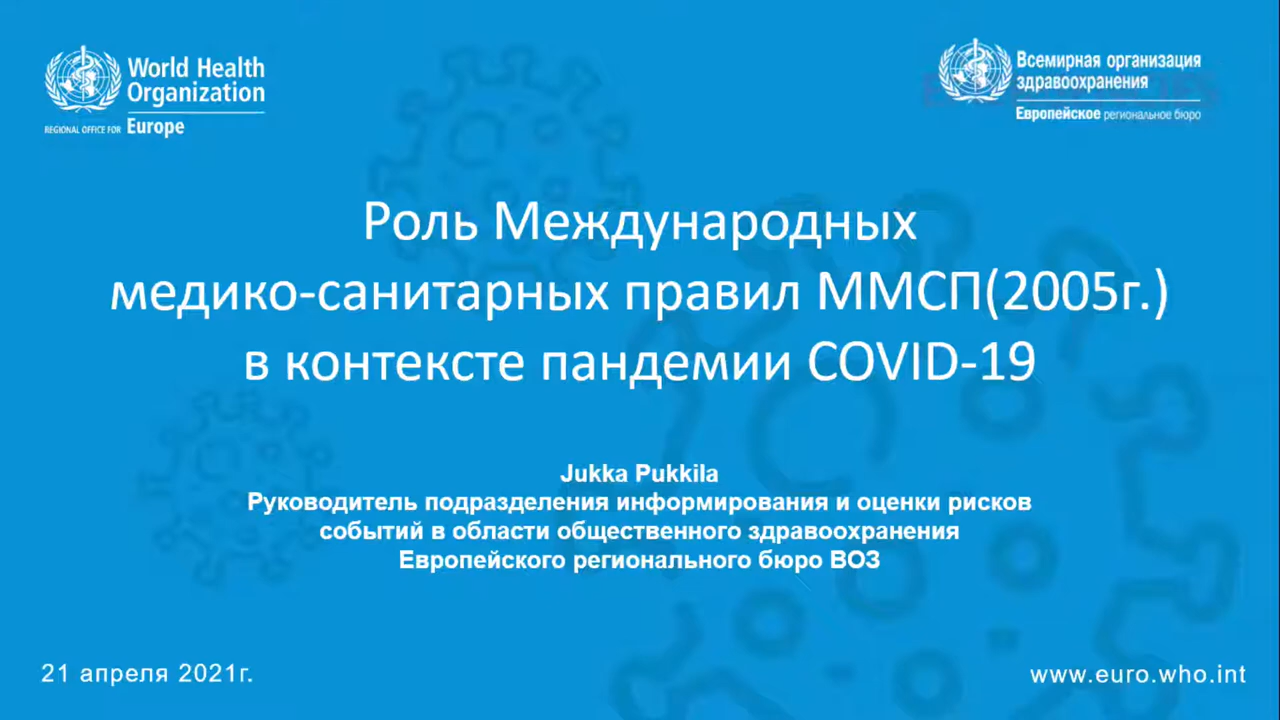 World Health
Organization
REGIONAL OFFICE FOR Europe
Всемирная организация
здравоохранения
Европейское региональное бюро
Роль Международных
медико-санитарных правил ММСП(2005г.)
в контексте пандемии COVID-19
Jukka Pukkila
Руководитель подразделения информирования и оценки рисков
событий в области общественного здравоохранения
Европейского регионального бюро ВОЗ
21 апреля 2021г.
www.euro.who.int